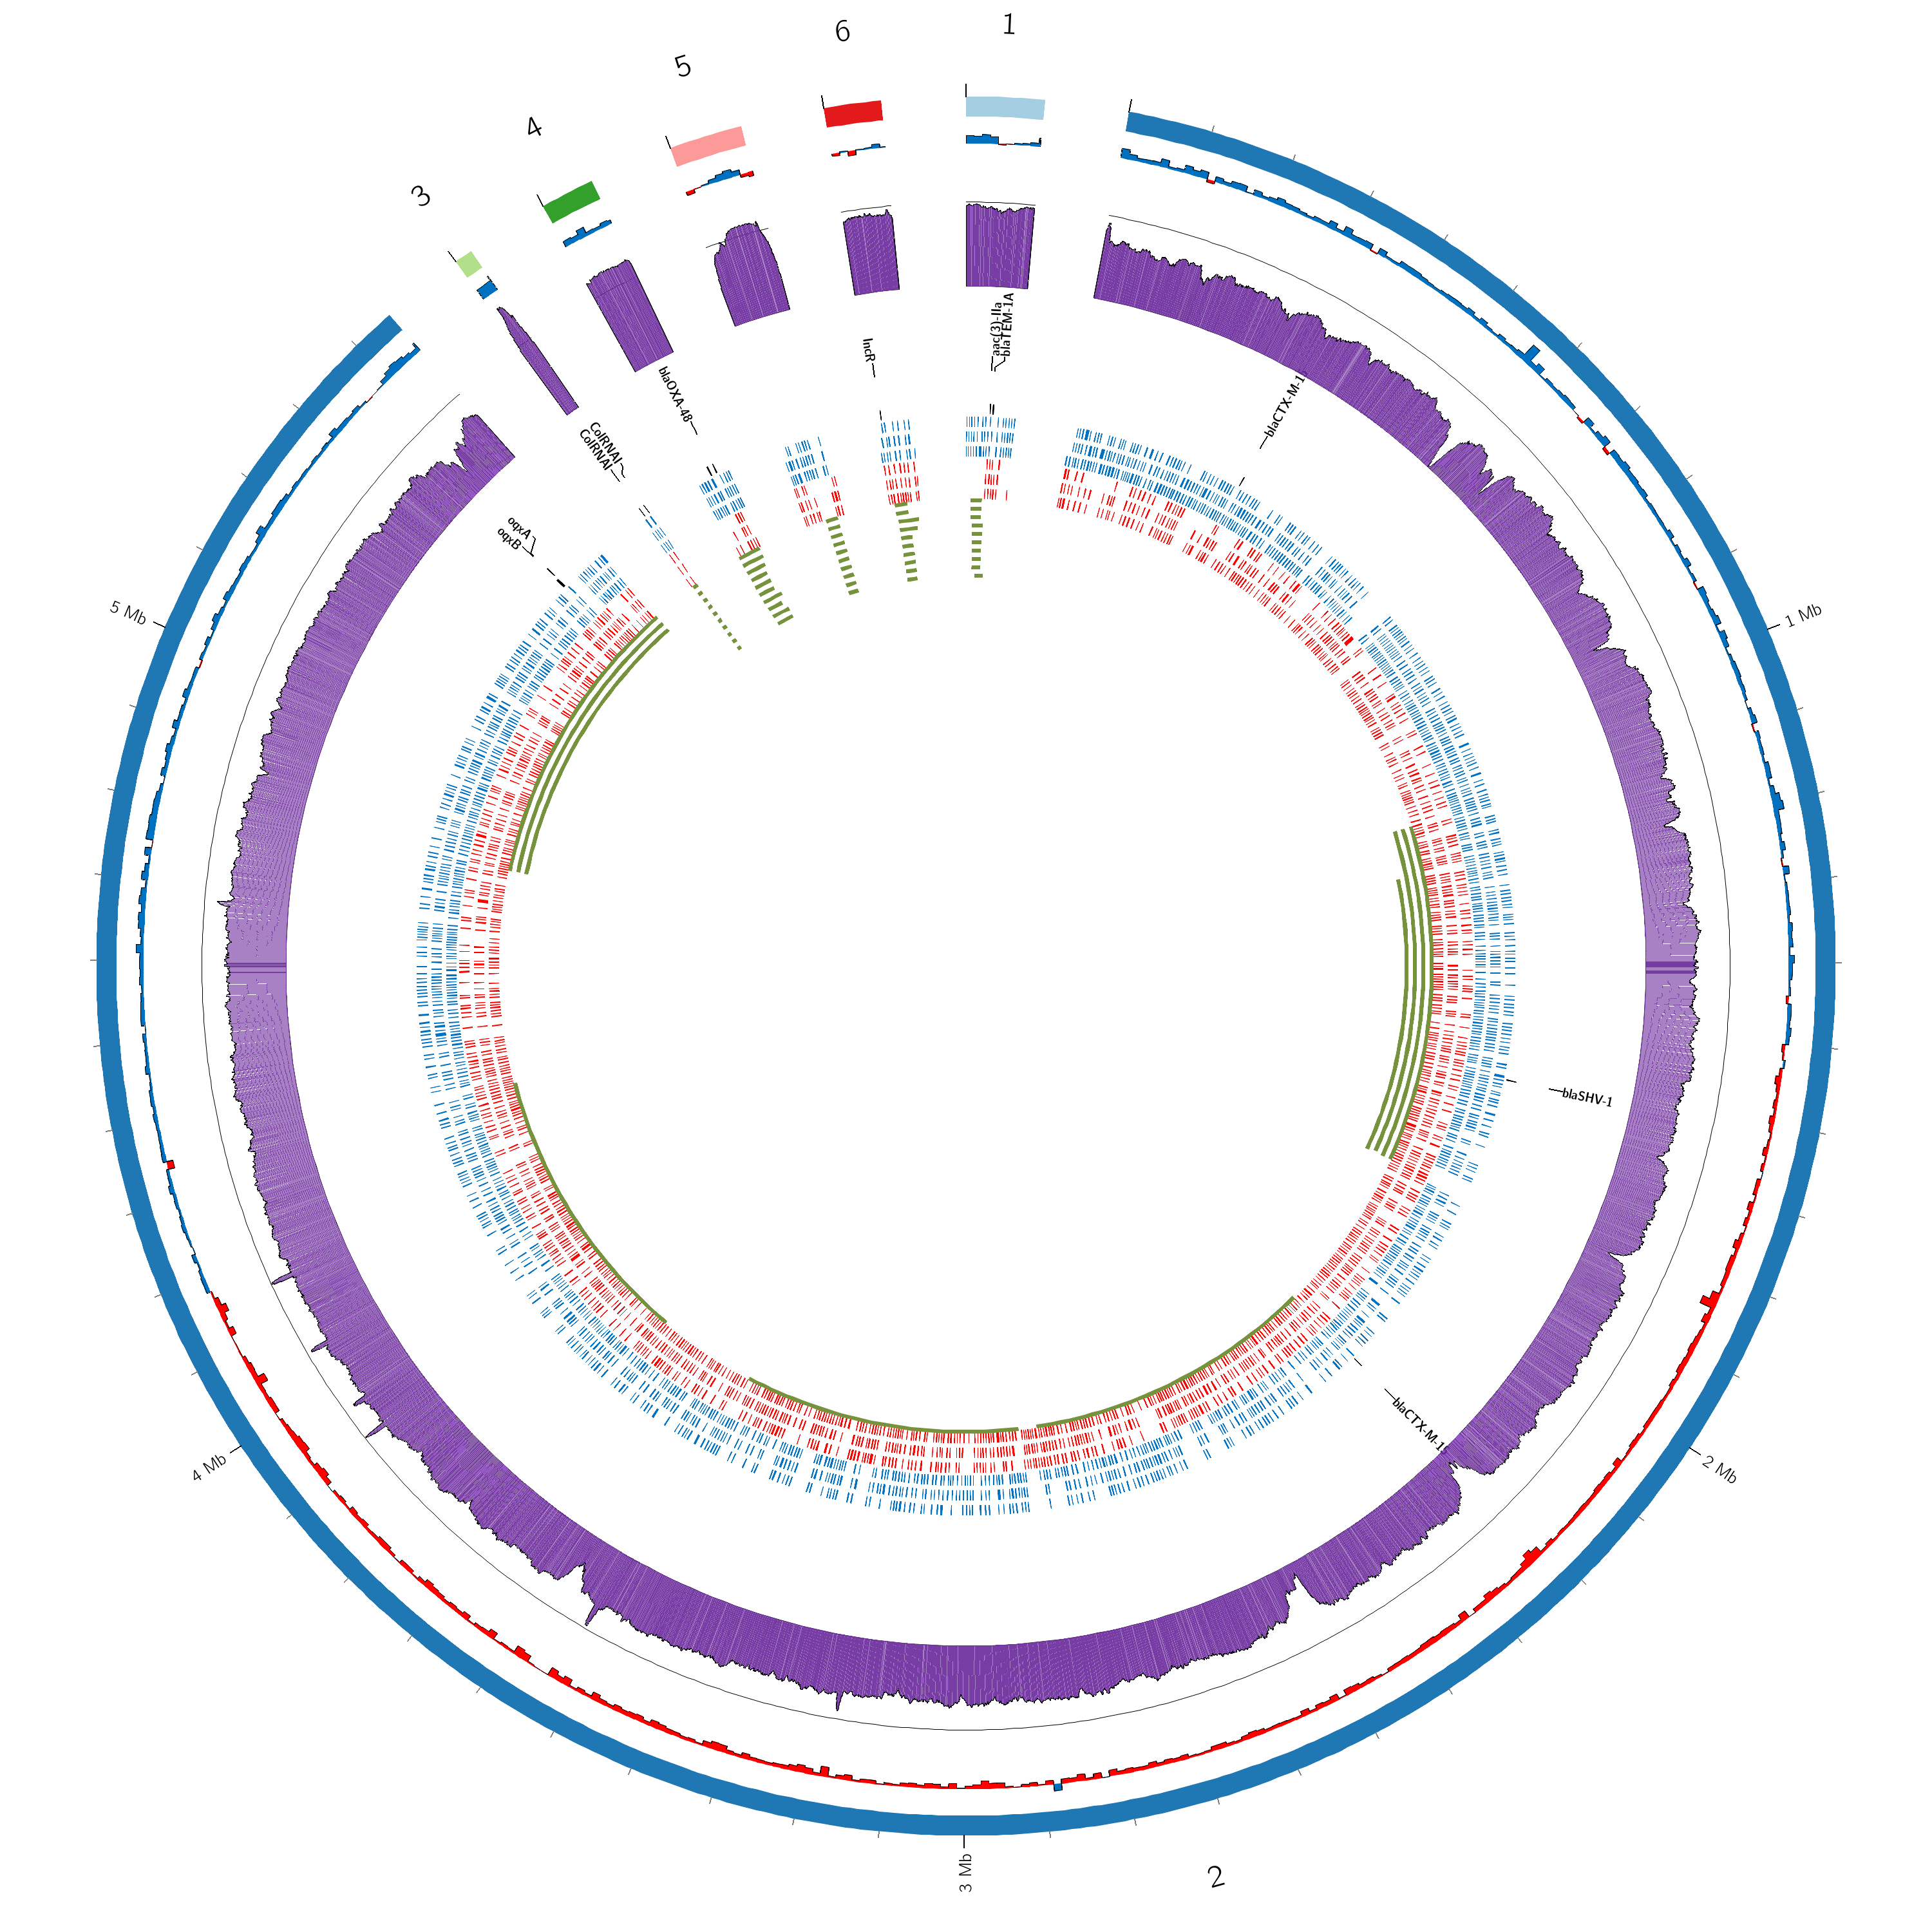 1
6
5
4
3
2
1 Mb
2 Mb
3 Mb
4 Mb
5 Mb
aac(3)-IIa
blaTEM-1A
blaCTX-M-1
blaSHV-1
blaCTX-M-1
oqxB
oqxA
ColRNAI
ColRNAI
blaOXA-48
IncR